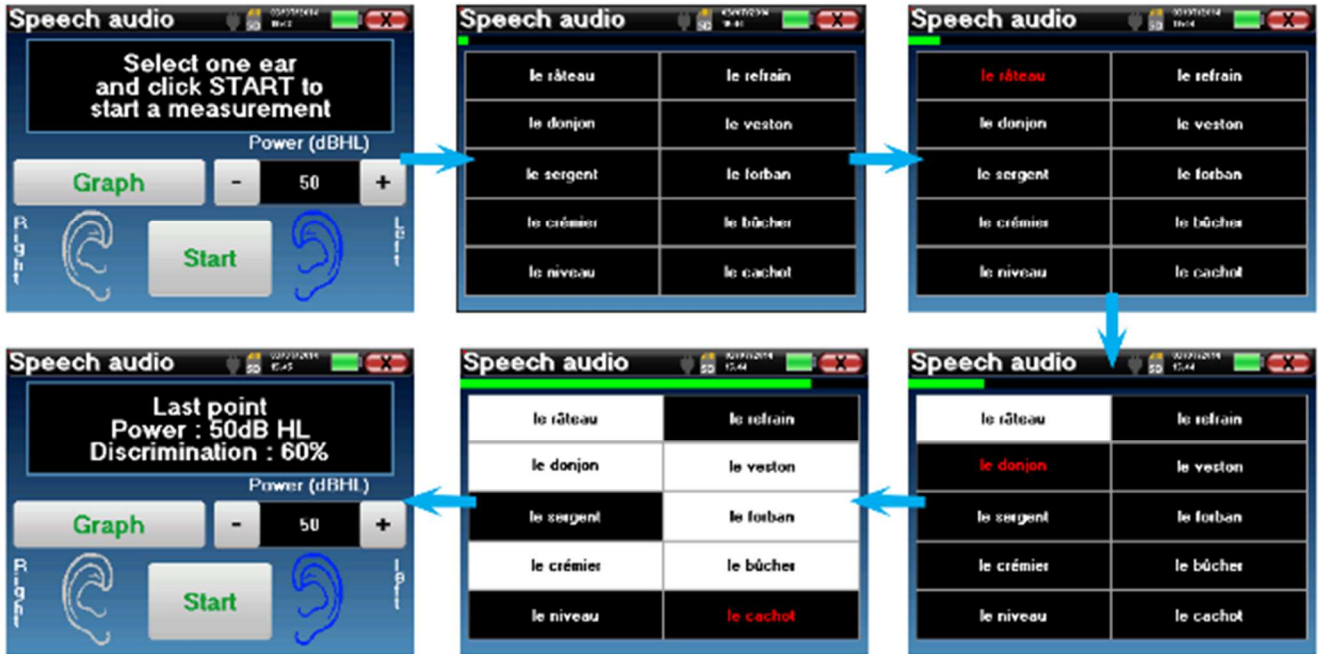 Speech audio
Select one ear
and click START to
start a measurement
Power (dBHL)
Graph
-
50
+
Right
Start
Left
Speech audio
le râteau
le refrain
le donjon
le veston
le sergent
le forban
le crémier
le bûcher
le niveau
le cachot
Speech audio
le râteau
le refrain
le donjon
le veston
le sergent
le forban
le crémier
le bûcher
le niveau
le cachot
Speech audio
Last point
Power : 50dB HL
Discrimination : 60%
Power (dBHL)
Graph
-
50
+
Right
Start
Left
Speech audio
le râteau
le refrain
le donjon
le veston
le sergent
le forban
le crémier
le bûcher
le niveau
le cachot
Speech audio
le râteau
le refrain
le donjon
le veston
le sergent
le forban
le crémier
le bûcher
le niveau
le cachot